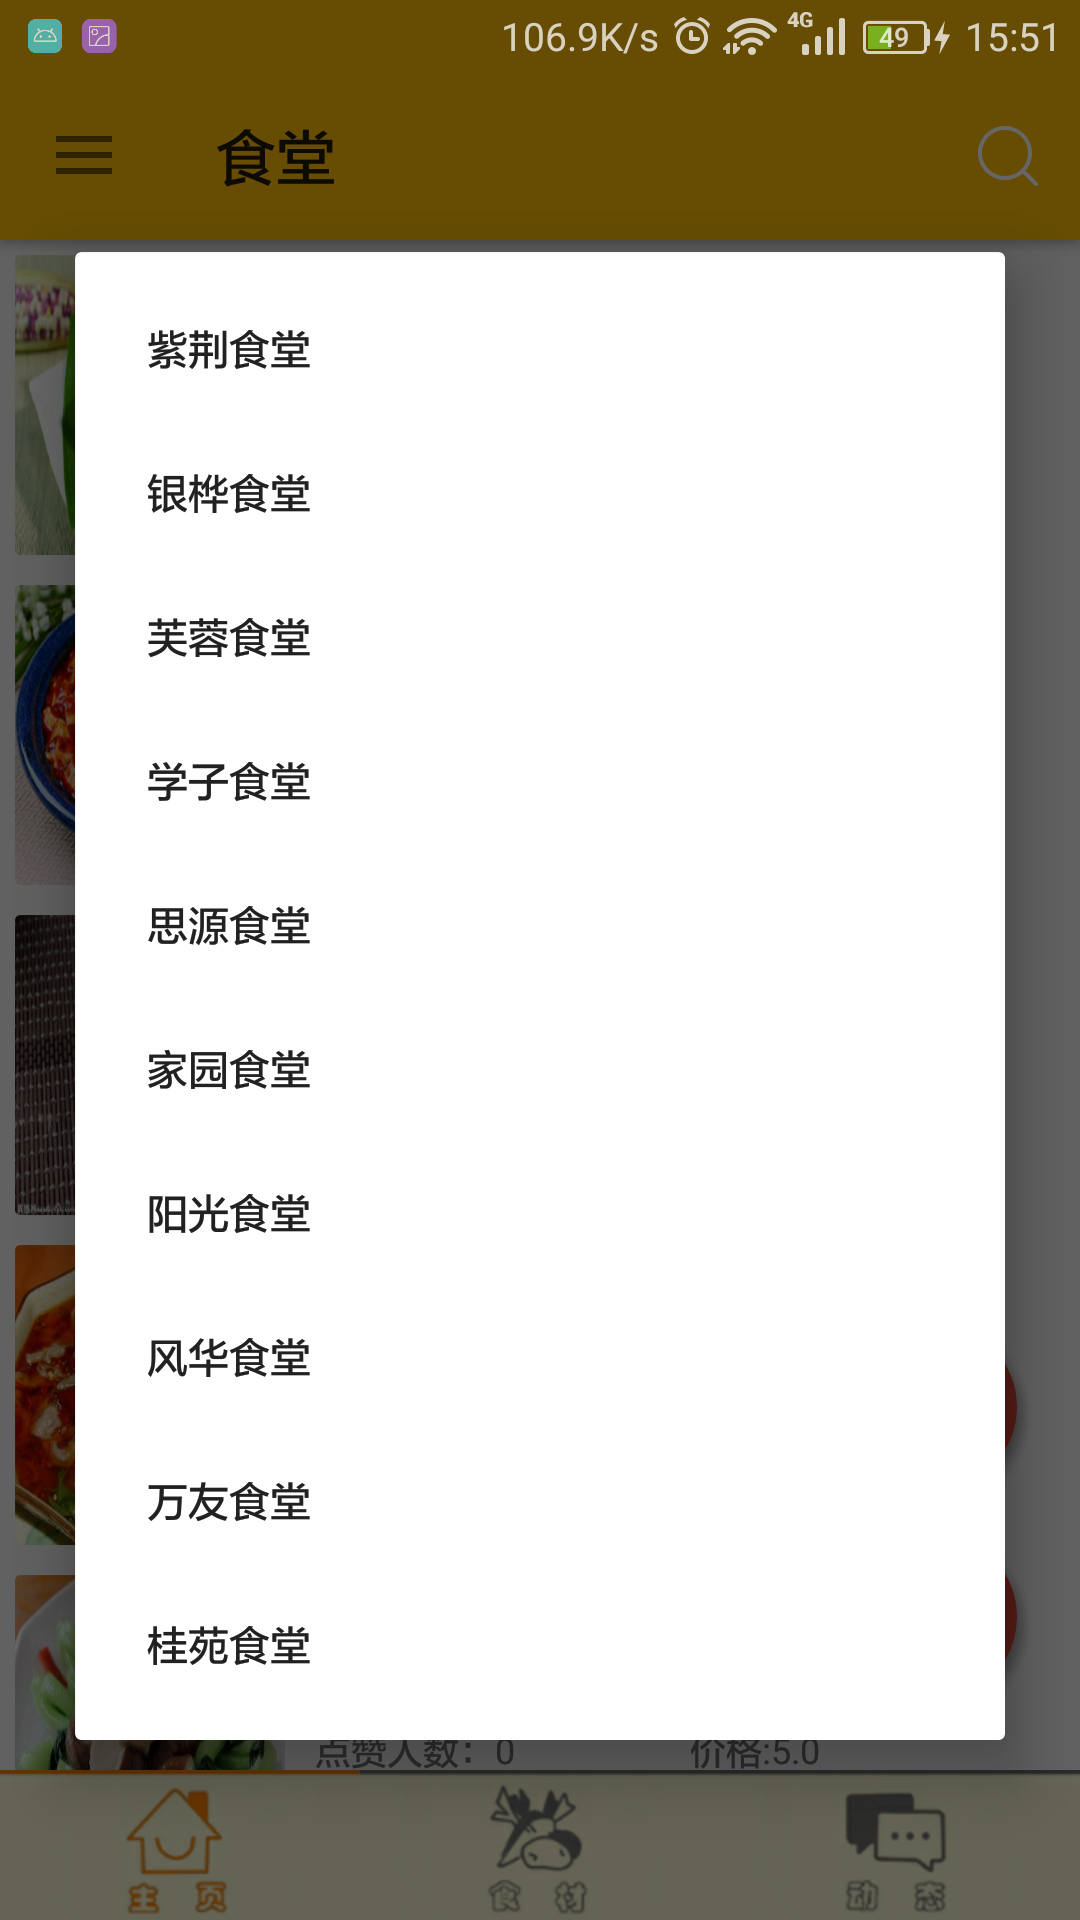 106.9K/s 4G 49 15:51
食堂
紫荆食堂
银桦食堂
芙蓉食堂
学子食堂
思源食堂
家园食堂
阳光食堂
风华食堂
万友食堂
桂苑食堂
点赞人数：0 价格:5.0
主 页 食 材 动 态